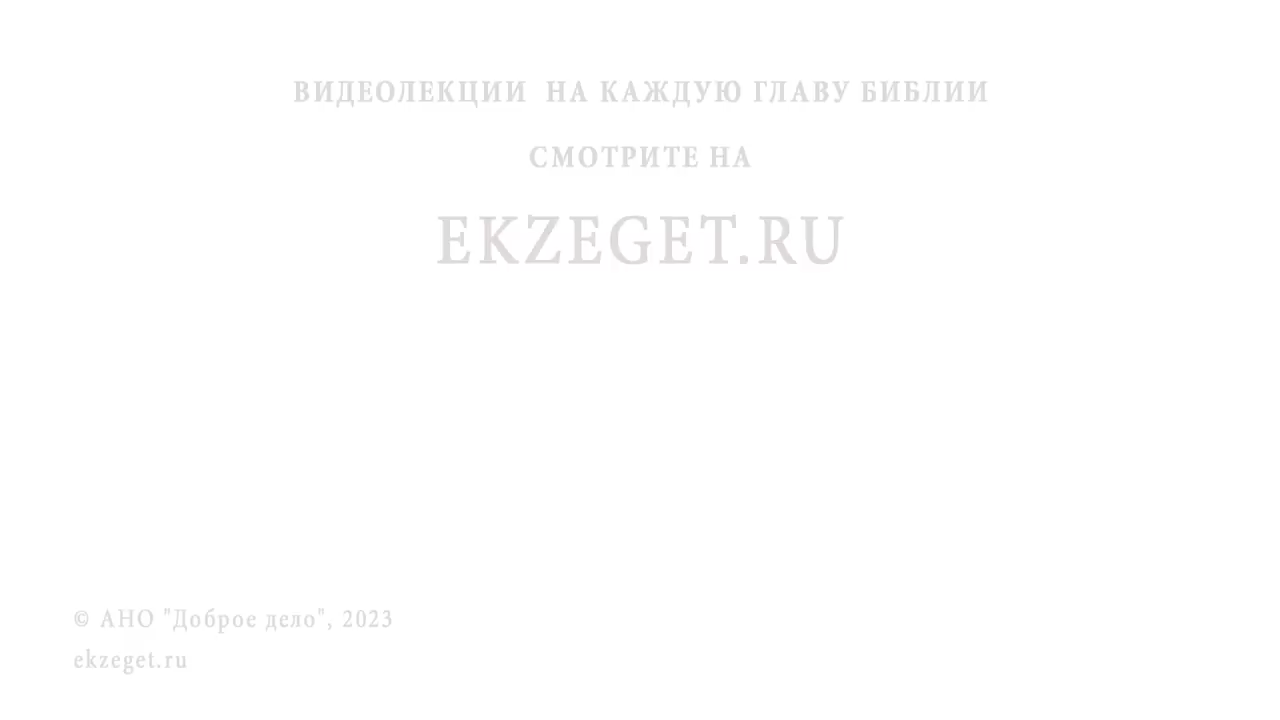 ВИДЕОЛЕКЦИИ НА КАЖДУЮ ГЛАВУ БИБЛИИ
СМОТРИТЕ НА
EKZEGET.RU
© АНО "Доброе дело", 2023
ekzeget.ru